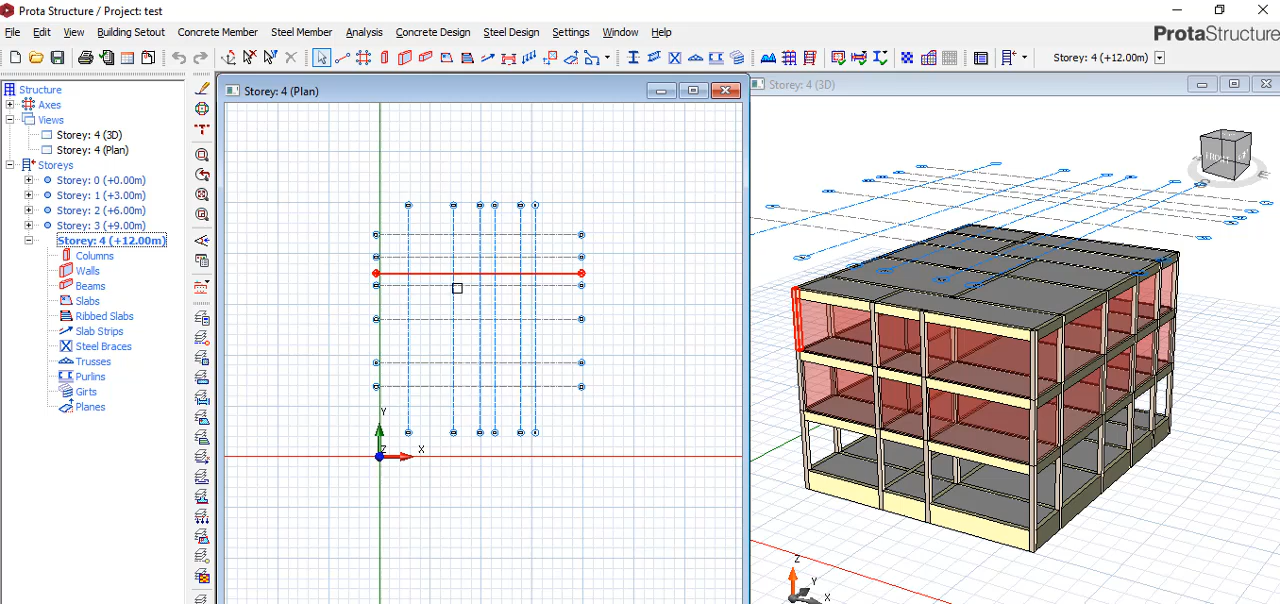 Prota Structure / Project: test
File Edit View Building Setout Concrete Member Steel Member Analysis Concrete Design Steel Design Settings Window Help
ProtaStructure
Storey: 4 (+12.00m)
Structure
Axes
Views
Storey: 4 (3D)
Storey: 4 (Plan)
Storeys
Storey: 0 (+0.00m)
Storey: 1 (+3.00m)
Storey: 2 (+6.00m)
Storey: 3 (+9.00m)
Storey: 4 (+12.00m)
Columns
Walls
Beams
Slabs
Ribbed Slabs
Slab Strips
Steel Braces
Trusses
Purlins
Girts
Planes
Storey: 4 (Plan)
Y
Z
X
Storey: 4 (3D)
FRONT
Z
Y
X